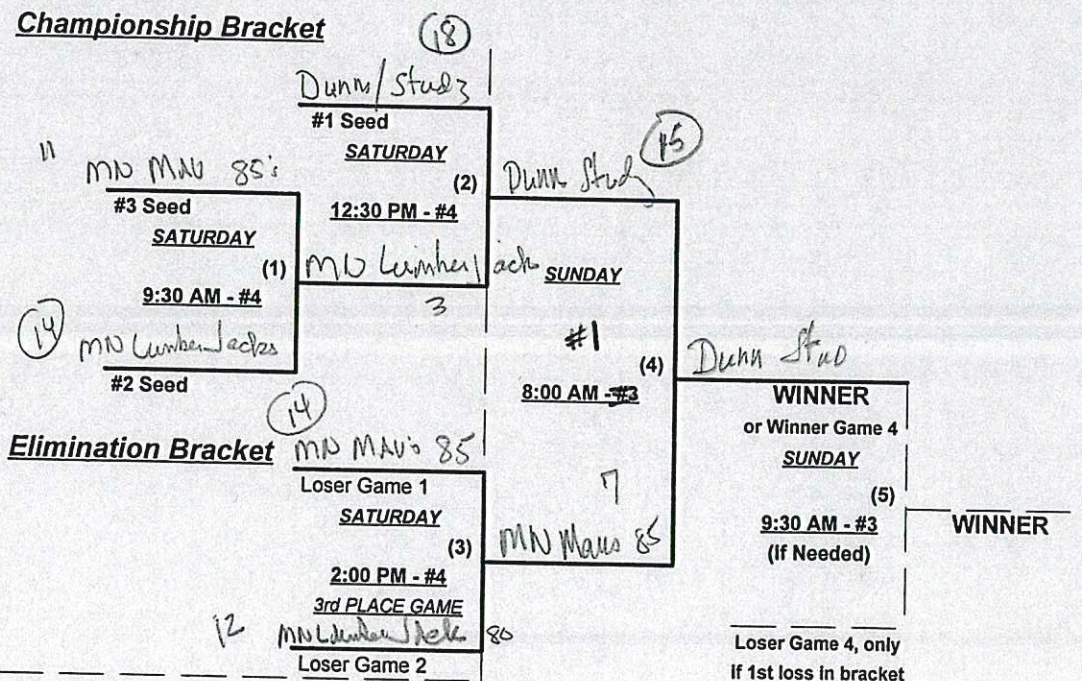 Championship Bracket
18
Dunn/Studz
#1 Seed
SATURDAY
(2)
12:30 PM - #4
11
MN MAV 85's
#3 Seed
SATURDAY
(1)
9:30 AM - #4
14
MN LumberJacks
#2 Seed
MN LumberJacks
3
15
Dunn Studz
SUNDAY
#1
(4)
8:00 AM - #3
Dunn Stud
WINNER
or Winner Game 4
SUNDAY
(5)
9:30 AM - #3
(If Needed)
WINNER
Loser Game 4, only
If 1st loss in bracket
Elimination Bracket
14
MN MAV's 85
Loser Game 1
SATURDAY
(3)
2:00 PM - #4
3rd PLACE GAME
12
MN LumberJack 80
Loser Game 2
7
MN Mavs 85